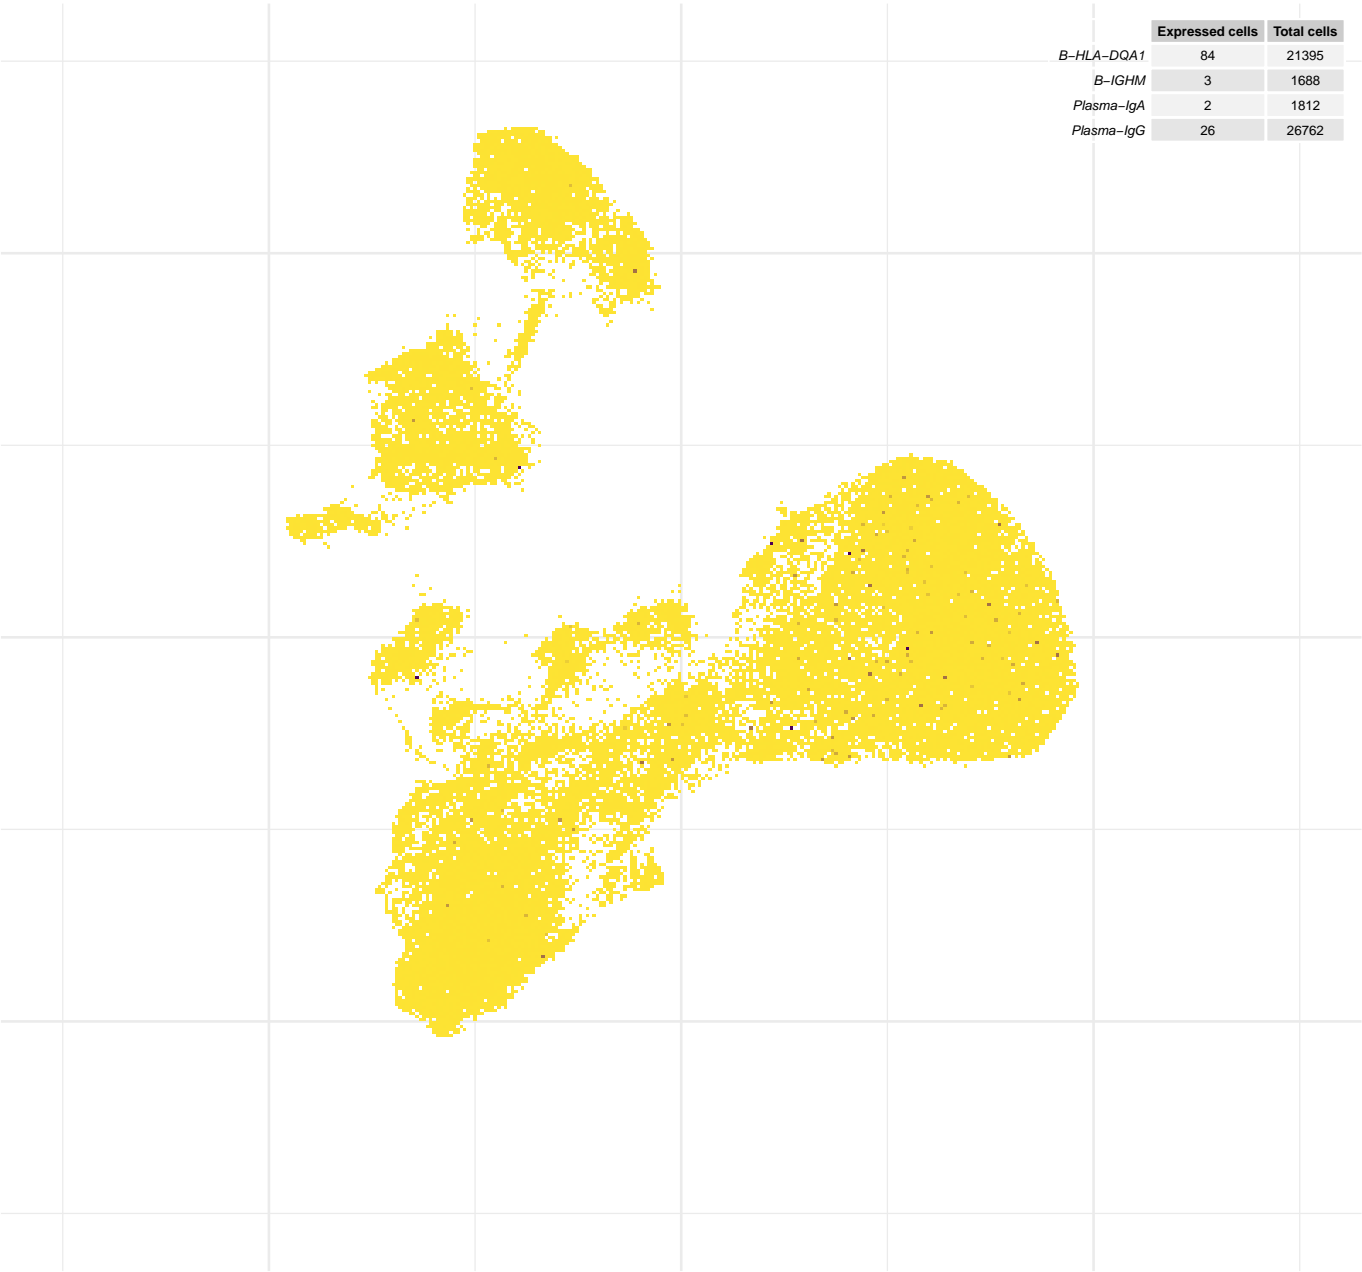 Expressed cells Total cells
B−HLA−DQA1 84 21395
B−IGHM 3 1688
Plasma−IgA 2 1812
Plasma−IgG 26 26762